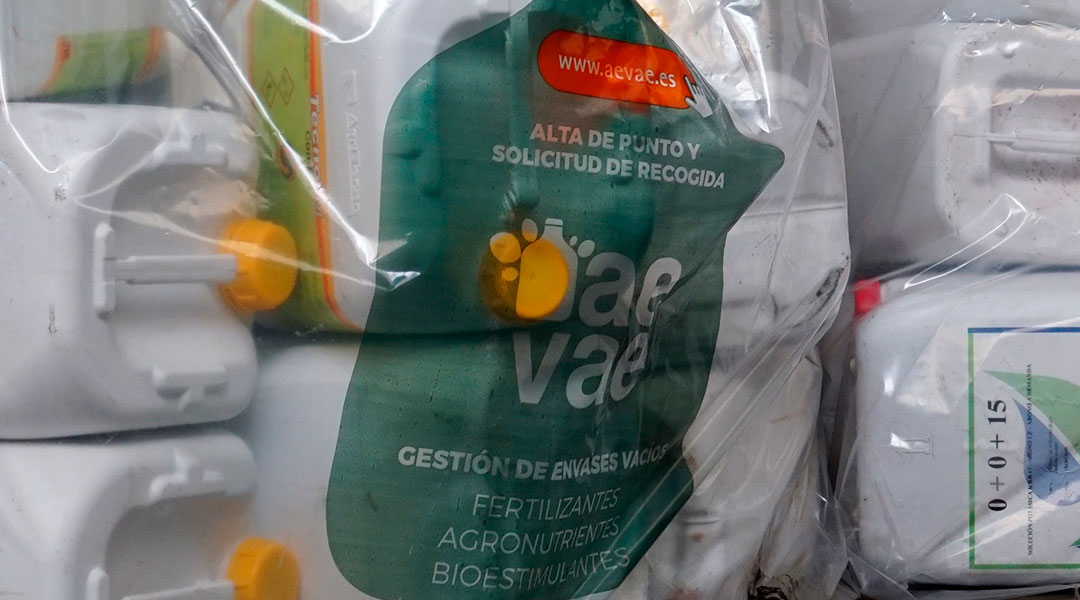 www.aevae.es
ALTA DE PUNTO Y
SOLICITUD DE RECOGIDA
ae
vae
GESTIÓN DE ENVASES VACÍOS
FERTILIZANTES
AGRONUTRIENTES
BIOESTIMULANTES
0 + 0 + 15